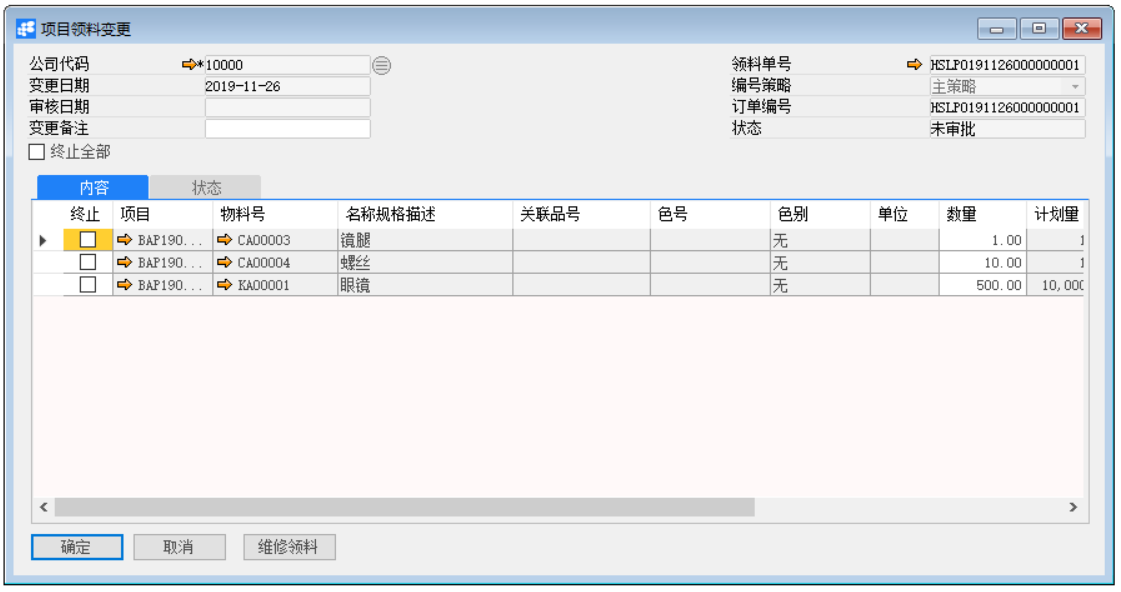 项目领料变更
公司代码 *10000 领料单号 HSLP0191126000000001
变更日期 2019-11-26 编号策略 主策略
审核日期 订单编号 HSLP0191126000000001
变更备注 状态 未审批
终止全部
内容 状态
终止 项目 物料号 名称规格描述 关联品号 色号 色别 单位 数量 计划量
BAP190... CA00003 镜腿 无 1.00 1
BAP190... CA00004 螺丝 无 10.00 1
BAP190... KA00001 眼镜 无 500.00 10,000
确定 取消 维修领料